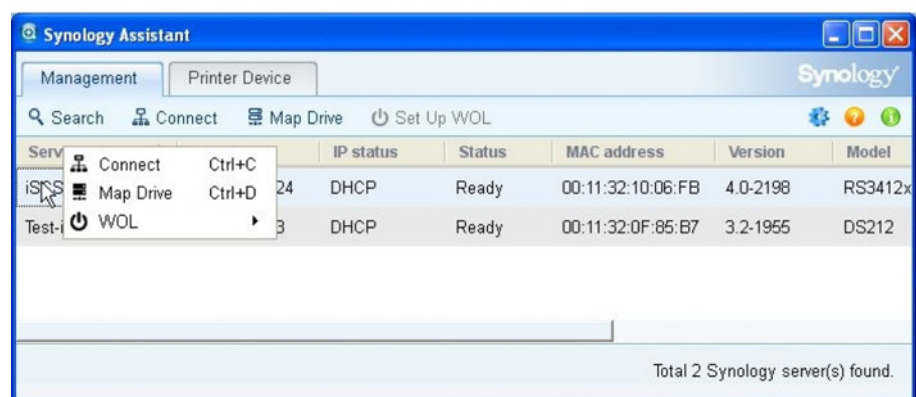 Synology Assistant
Management Printer Device Synology
Search Connect Map Drive Set Up WOL
IP status Status MAC address Version Model
Connect Ctrl+C
24 DHCP Ready 00:11:32:10:06:FB 4.0-2198 RS3412x
Map Drive Ctrl+D
WOL
3 DHCP Ready 00:11:32:0F:85:B7 3.2-1955 DS212
Total 2 Synology server(s) found.